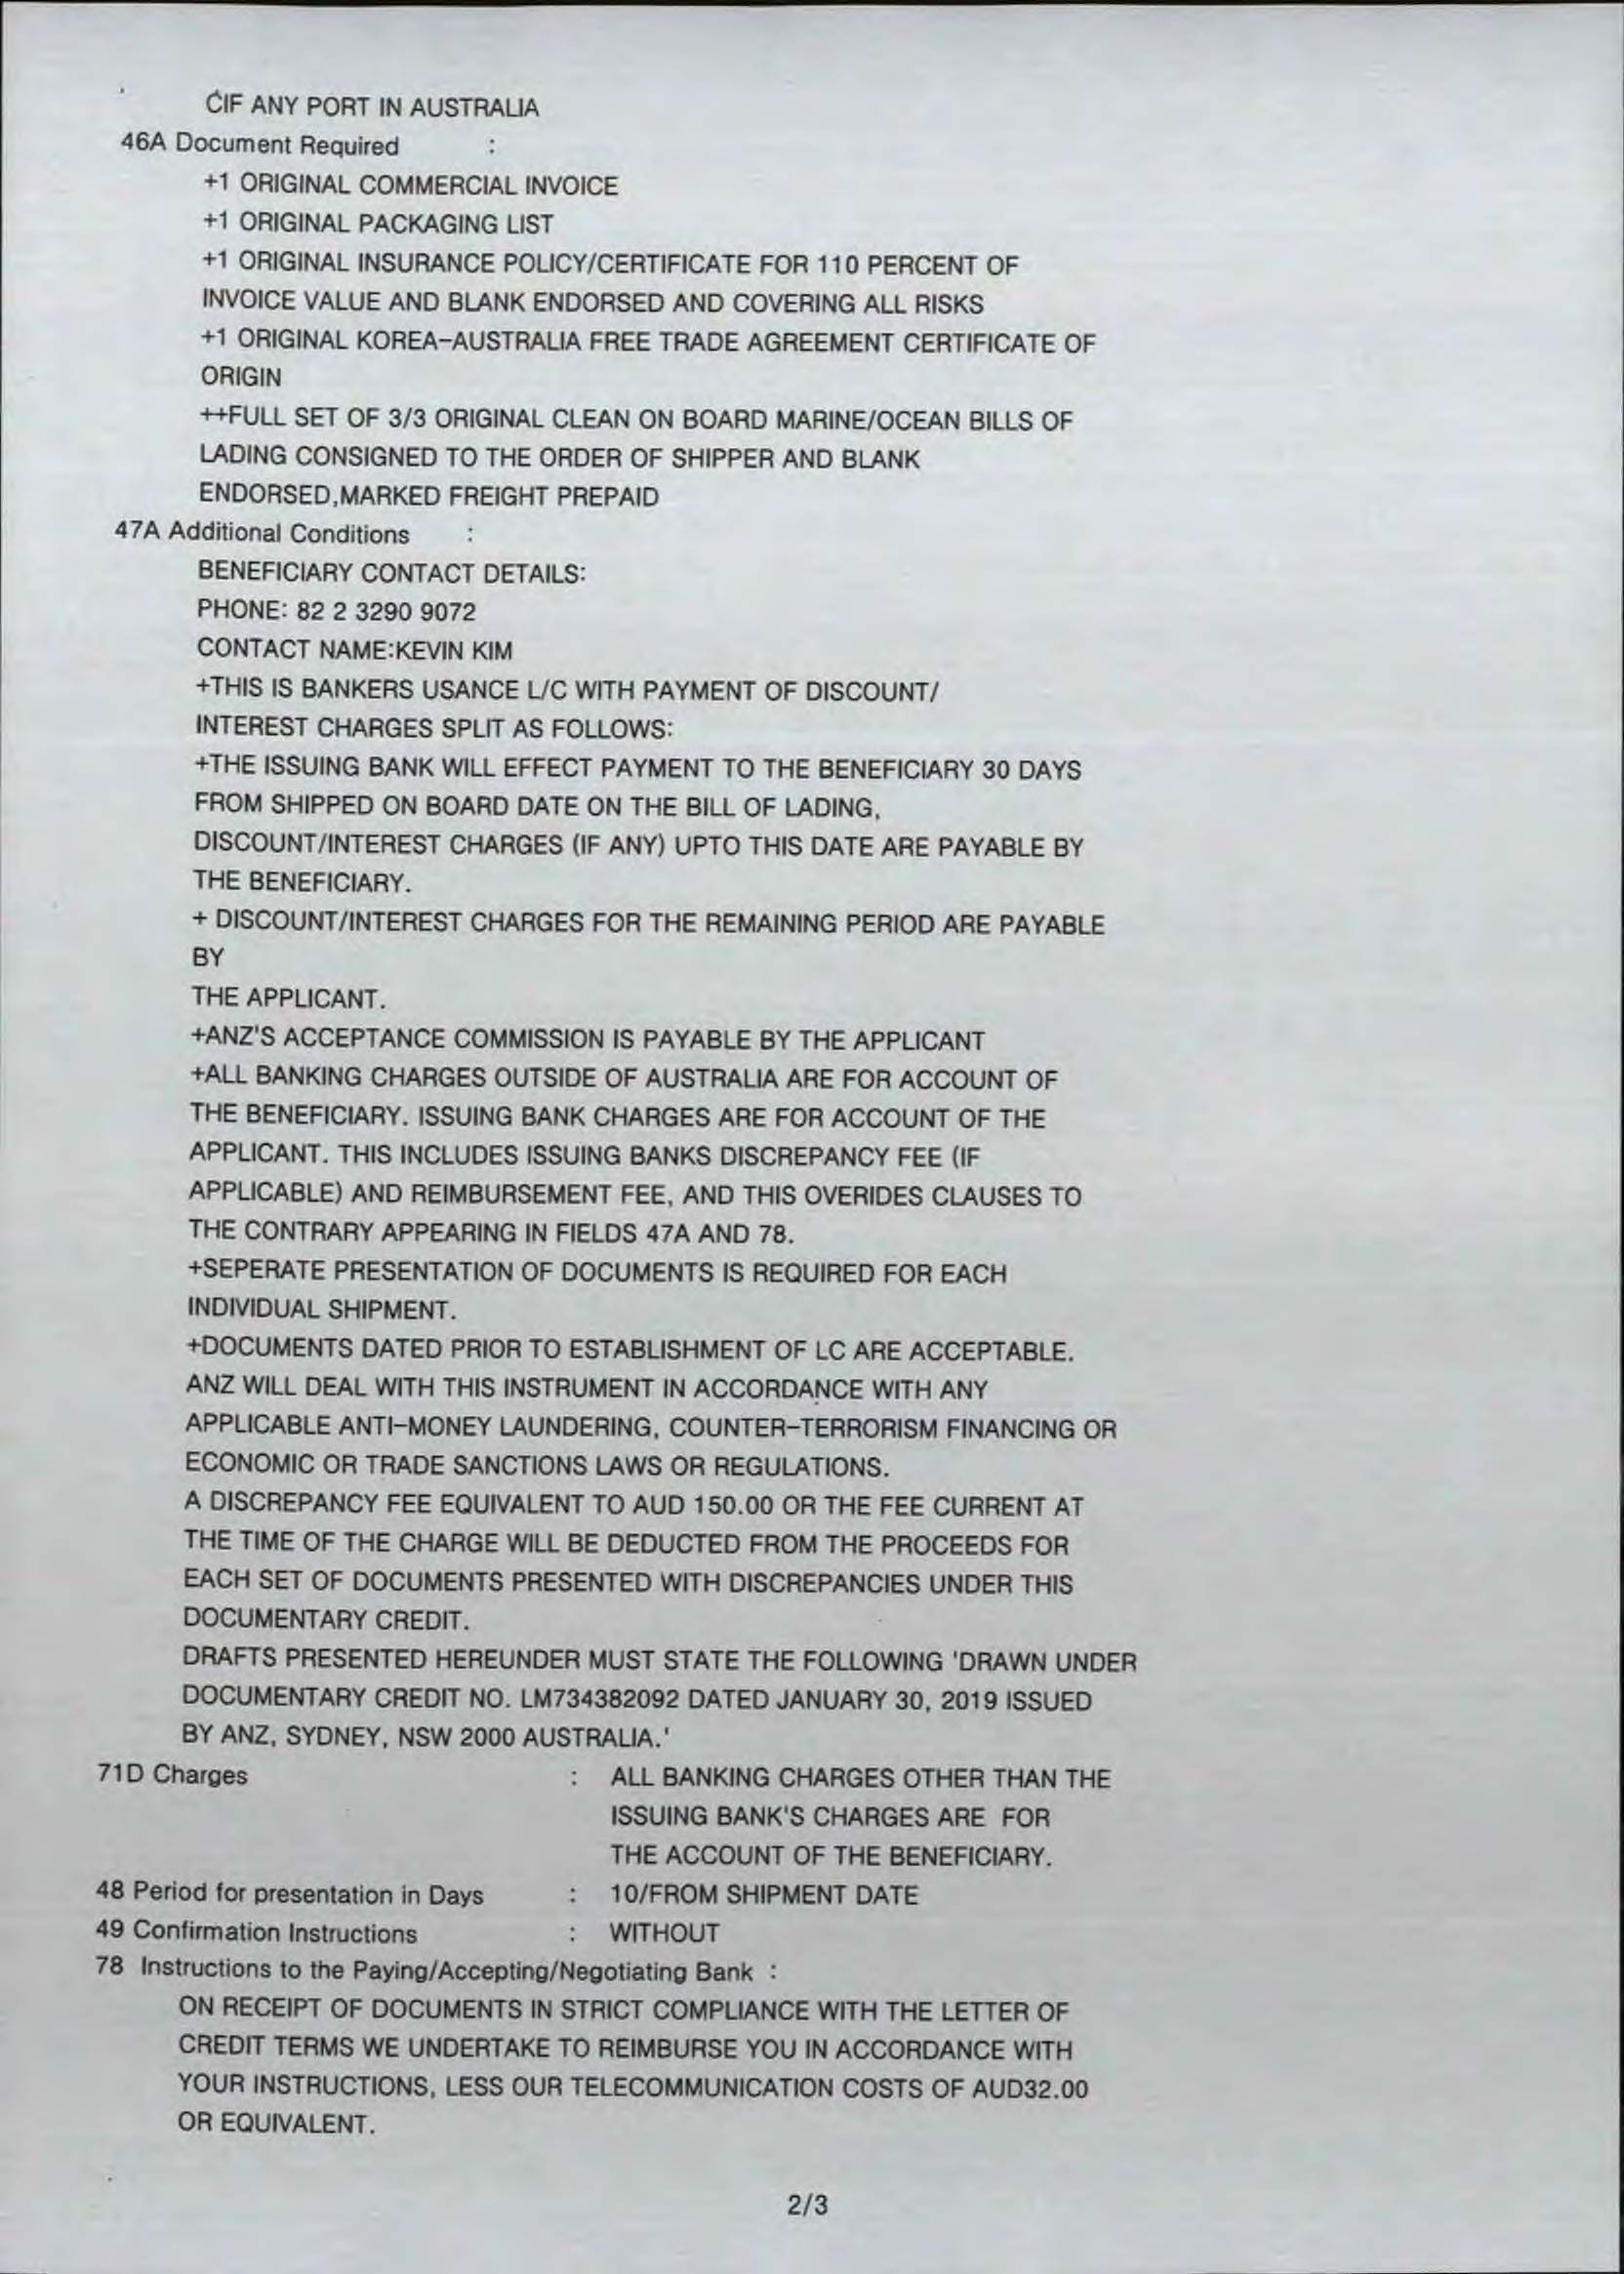 CIF ANY PORT IN AUSTRALIA
46A Document Required :
+1 ORIGINAL COMMERCIAL INVOICE
+1 ORIGINAL PACKAGING LIST
+1 ORIGINAL INSURANCE POLICY/CERTIFICATE FOR 110 PERCENT OF
INVOICE VALUE AND BLANK ENDORSED AND COVERING ALL RISKS
+1 ORIGINAL KOREA-AUSTRALIA FREE TRADE AGREEMENT CERTIFICATE OF
ORIGIN
++FULL SET OF 3/3 ORIGINAL CLEAN ON BOARD MARINE/OCEAN BILLS OF
LADING CONSIGNED TO THE ORDER OF SHIPPER AND BLANK
ENDORSED,MARKED FREIGHT PREPAID
47A Additional Conditions :
BENEFICIARY CONTACT DETAILS:
PHONE: 82 2 3290 9072
CONTACT NAME:KEVIN KIM
+THIS IS BANKERS USANCE L/C WITH PAYMENT OF DISCOUNT/
INTEREST CHARGES SPLIT AS FOLLOWS:
+THE ISSUING BANK WILL EFFECT PAYMENT TO THE BENEFICIARY 30 DAYS
FROM SHIPPED ON BOARD DATE ON THE BILL OF LADING,
DISCOUNT/INTEREST CHARGES (IF ANY) UPTO THIS DATE ARE PAYABLE BY
THE BENEFICIARY.
+ DISCOUNT/INTEREST CHARGES FOR THE REMAINING PERIOD ARE PAYABLE
BY
THE APPLICANT.
+ANZ'S ACCEPTANCE COMMISSION IS PAYABLE BY THE APPLICANT
+ALL BANKING CHARGES OUTSIDE OF AUSTRALIA ARE FOR ACCOUNT OF
THE BENEFICIARY. ISSUING BANK CHARGES ARE FOR ACCOUNT OF THE
APPLICANT. THIS INCLUDES ISSUING BANKS DISCREPANCY FEE (IF
APPLICABLE) AND REIMBURSEMENT FEE, AND THIS OVERIDES CLAUSES TO
THE CONTRARY APPEARING IN FIELDS 47A AND 78.
+SEPERATE PRESENTATION OF DOCUMENTS IS REQUIRED FOR EACH
INDIVIDUAL SHIPMENT.
+DOCUMENTS DATED PRIOR TO ESTABLISHMENT OF LC ARE ACCEPTABLE.
ANZ WILL DEAL WITH THIS INSTRUMENT IN ACCORDANCE WITH ANY
APPLICABLE ANTI-MONEY LAUNDERING, COUNTER-TERRORISM FINANCING OR
ECONOMIC OR TRADE SANCTIONS LAWS OR REGULATIONS.
A DISCREPANCY FEE EQUIVALENT TO AUD 150.00 OR THE FEE CURRENT AT
THE TIME OF THE CHARGE WILL BE DEDUCTED FROM THE PROCEEDS FOR
EACH SET OF DOCUMENTS PRESENTED WITH DISCREPANCIES UNDER THIS
DOCUMENTARY CREDIT.
DRAFTS PRESENTED HEREUNDER MUST STATE THE FOLLOWING 'DRAWN UNDER
DOCUMENTARY CREDIT NO. LM734382092 DATED JANUARY 30, 2019 ISSUED
BY ANZ, SYDNEY, NSW 2000 AUSTRALIA.'
71D Charges : ALL BANKING CHARGES OTHER THAN THE
ISSUING BANK'S CHARGES ARE FOR
THE ACCOUNT OF THE BENEFICIARY.
48 Period for presentation in Days : 10/FROM SHIPMENT DATE
49 Confirmation Instructions : WITHOUT
78 Instructions to the Paying/Accepting/Negotiating Bank :
ON RECEIPT OF DOCUMENTS IN STRICT COMPLIANCE WITH THE LETTER OF
CREDIT TERMS WE UNDERTAKE TO REIMBURSE YOU IN ACCORDANCE WITH
YOUR INSTRUCTIONS, LESS OUR TELECOMMUNICATION COSTS OF AUD32.00
OR EQUIVALENT.
2/3